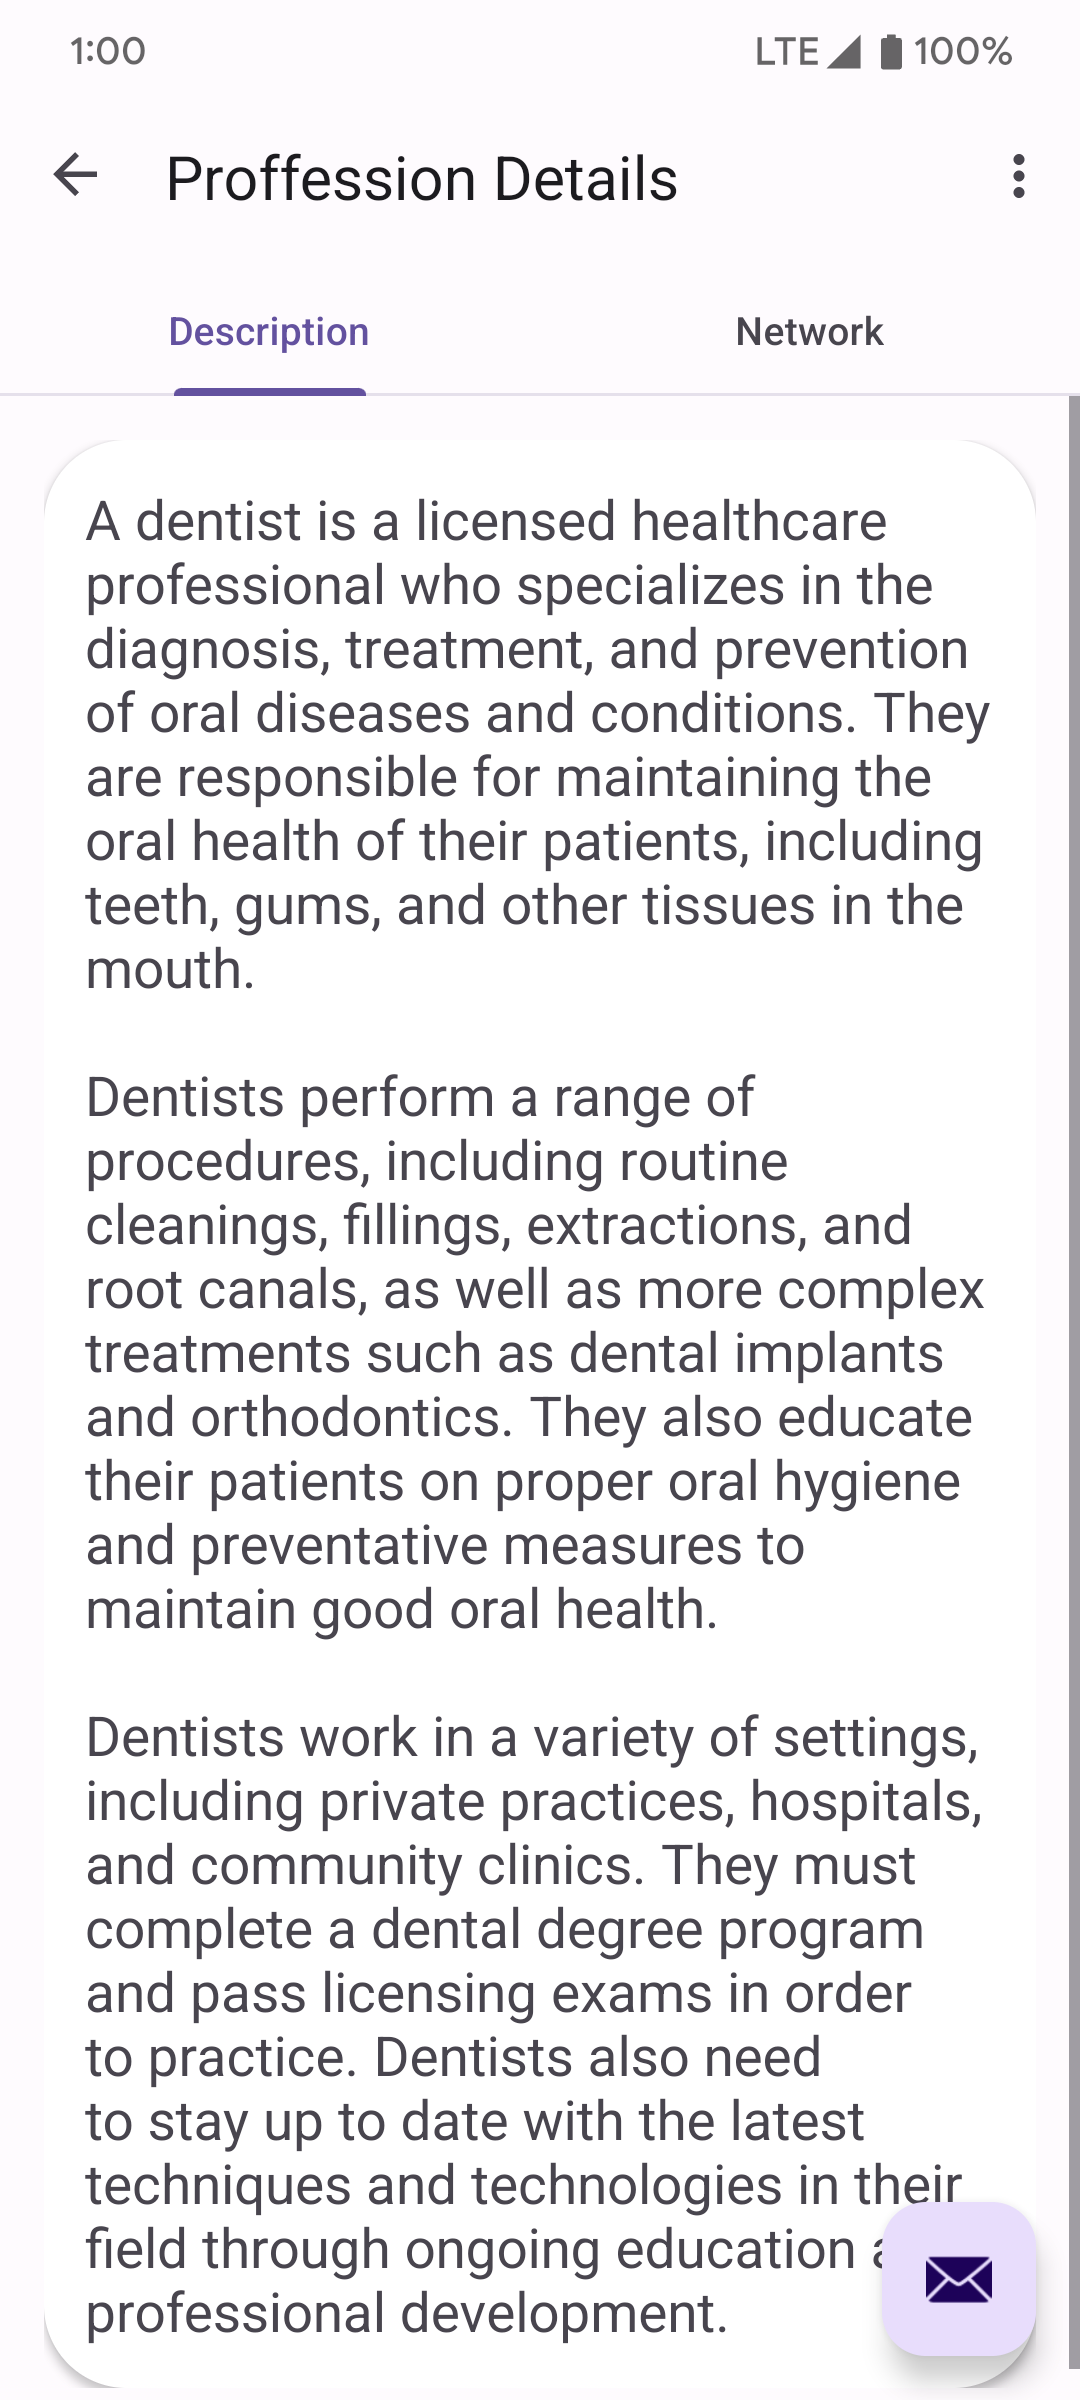 1:00
LTE 100%
Proffession Details
Description
Network
A dentist is a licensed healthcare
professional who specializes in the
diagnosis, treatment, and prevention
of oral diseases and conditions. They
are responsible for maintaining the
oral health of their patients, including
teeth, gums, and other tissues in the
mouth.
Dentists perform a range of
procedures, including routine
cleanings, fillings, extractions, and
root canals, as well as more complex
treatments such as dental implants
and orthodontics. They also educate
their patients on proper oral hygiene
and preventative measures to
maintain good oral health.
Dentists work in a variety of settings,
including private practices, hospitals,
and community clinics. They must
complete a dental degree program
and pass licensing exams in order
to practice. Dentists also need
to stay up to date with the latest
techniques and technologies in their
field through ongoing education
professional development.